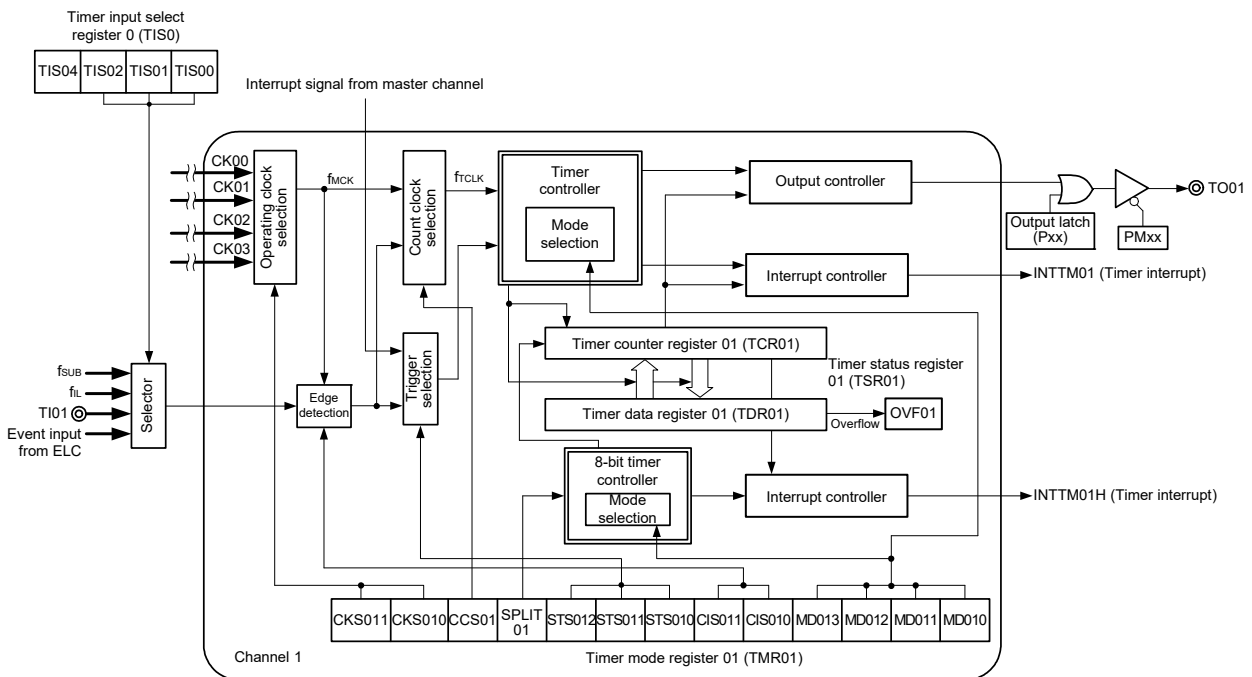 Timer input select
register 0 (TIS0)
TIS04 TIS02 TIS01 TIS00
Interrupt signal from master channel
CK00
CK01
CK02
CK03
Operating clock
selection
fMCK
Count clock
selection
fTCLK
Timer
controller
Mode
selection
Output controller
Output latch
(Pxx)
PMxx
TO01
Interrupt controller
INTTM01 (Timer interrupt)
Timer counter register 01 (TCR01)
Timer status register
01 (TSR01)
fSUB
fIL
TI01
Event input
from ELC
Selector
Edge
detection
Trigger
selection
Timer data register 01 (TDR01)
Overflow
OVF01
8-bit timer
controller
Mode
selection
Interrupt controller
INTTM01H (Timer interrupt)
CKS011 CKS010 CCS01 SPLIT
01 STS012 STS011 STS010 CIS011 CIS010 MD013 MD012 MD011 MD010
Channel 1
Timer mode register 01 (TMR01)